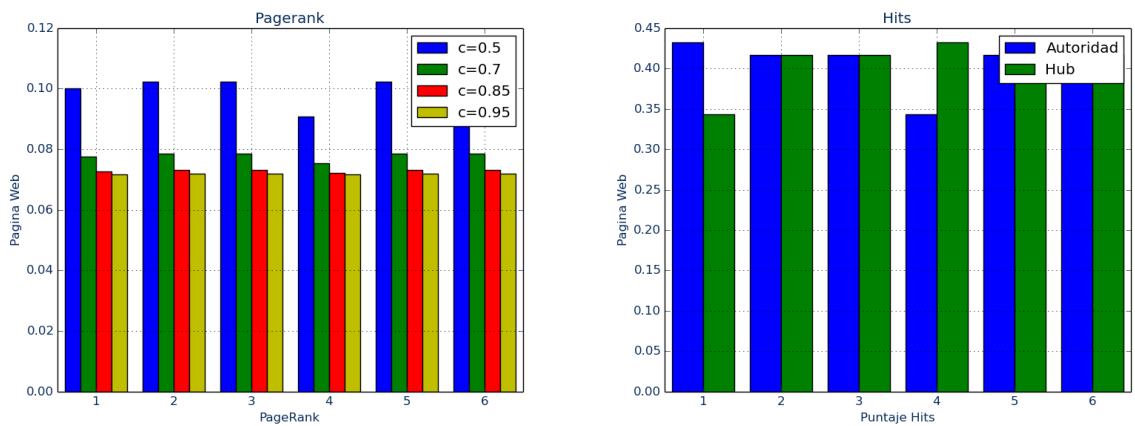 Pagerank
0.12
0.10
0.08
0.06
0.04
0.02
0.00
Pagina Web
c=0.5
c=0.7
c=0.85
c=0.95
1 2 3 4 5 6
PageRank
Hits
0.45
0.40
0.35
0.30
0.25
0.20
0.15
0.10
0.05
0.00
Pagina Web
Autoridad
Hub
1 2 3 4 5 6
Puntaje Hits